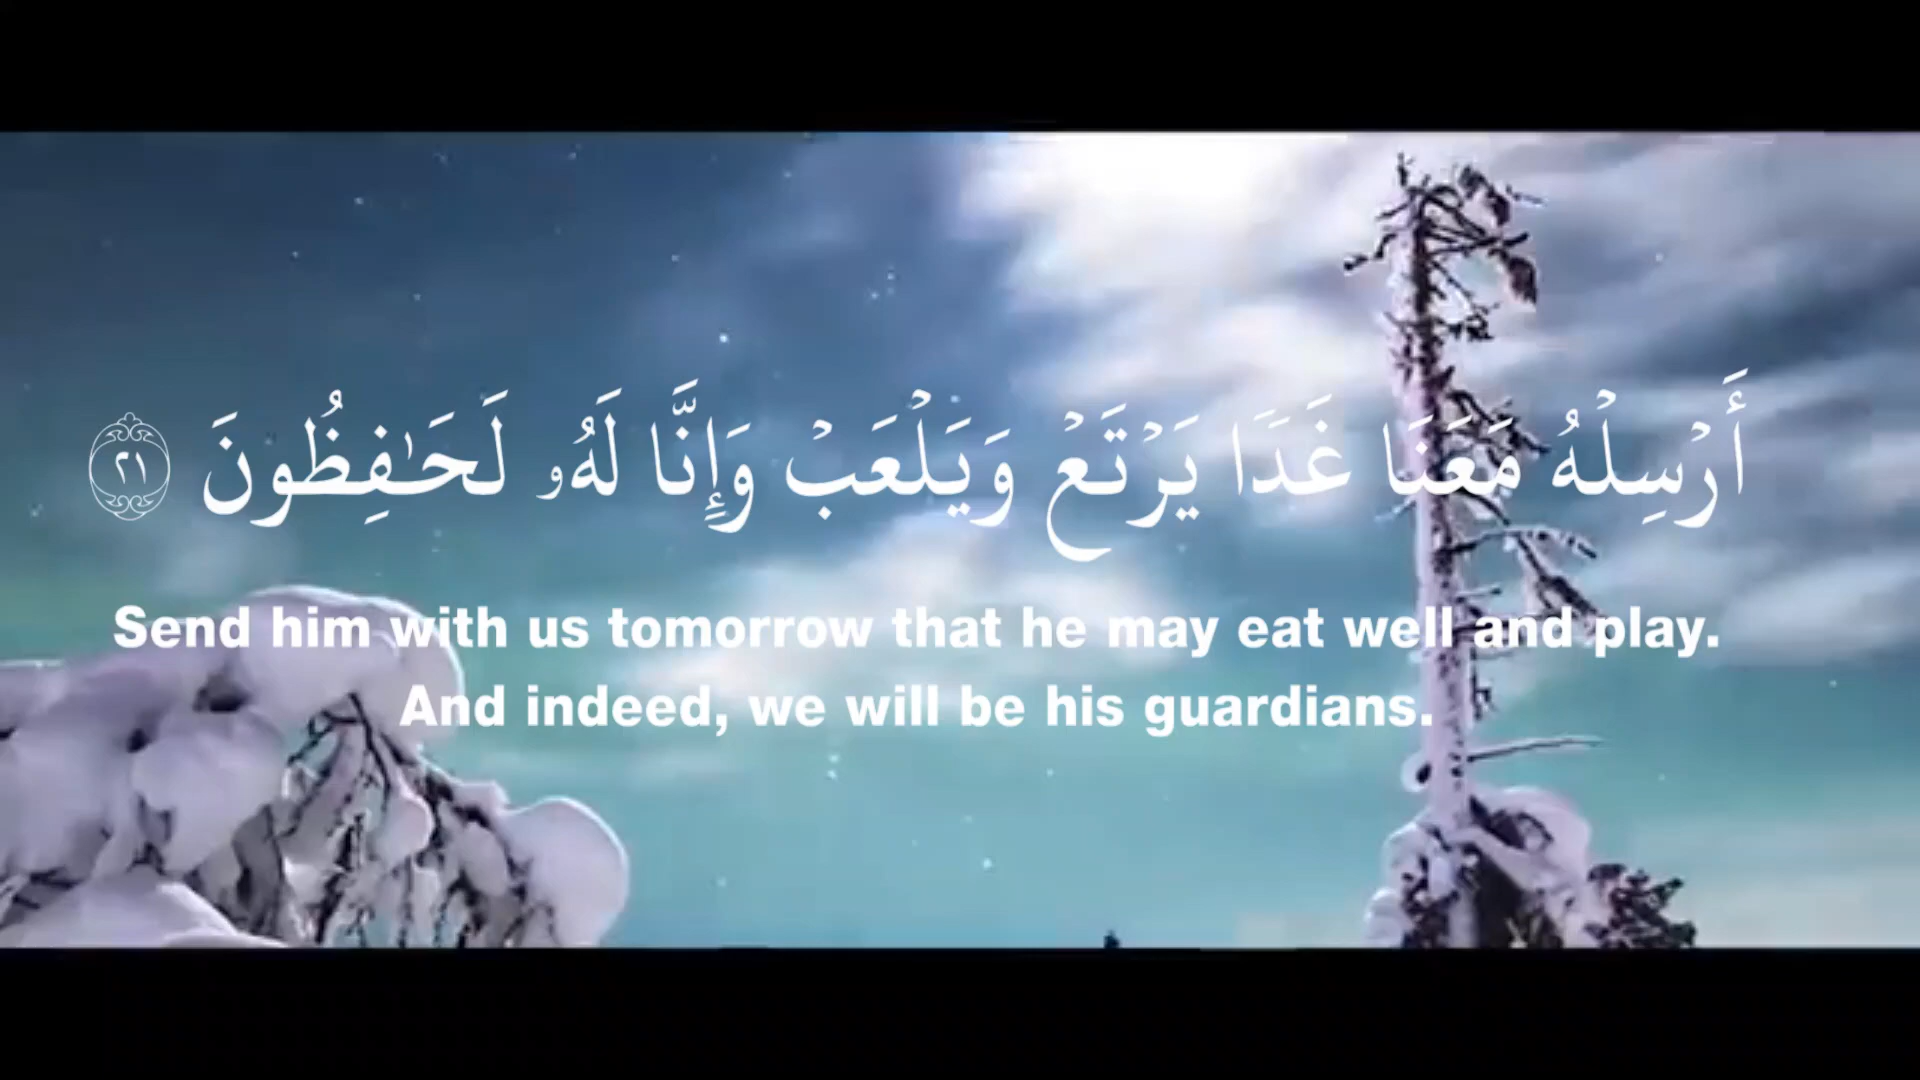 أَرْسِلْهُ مَعَنَا غَدَا يَرْتَعْ وَيَلْعَبْ وَإِنَّا لَهُۥ لَحَـٰفِظُونَ ٢١
Send him with us tomorrow that he may eat well and play.
And indeed, we will be his guardians.